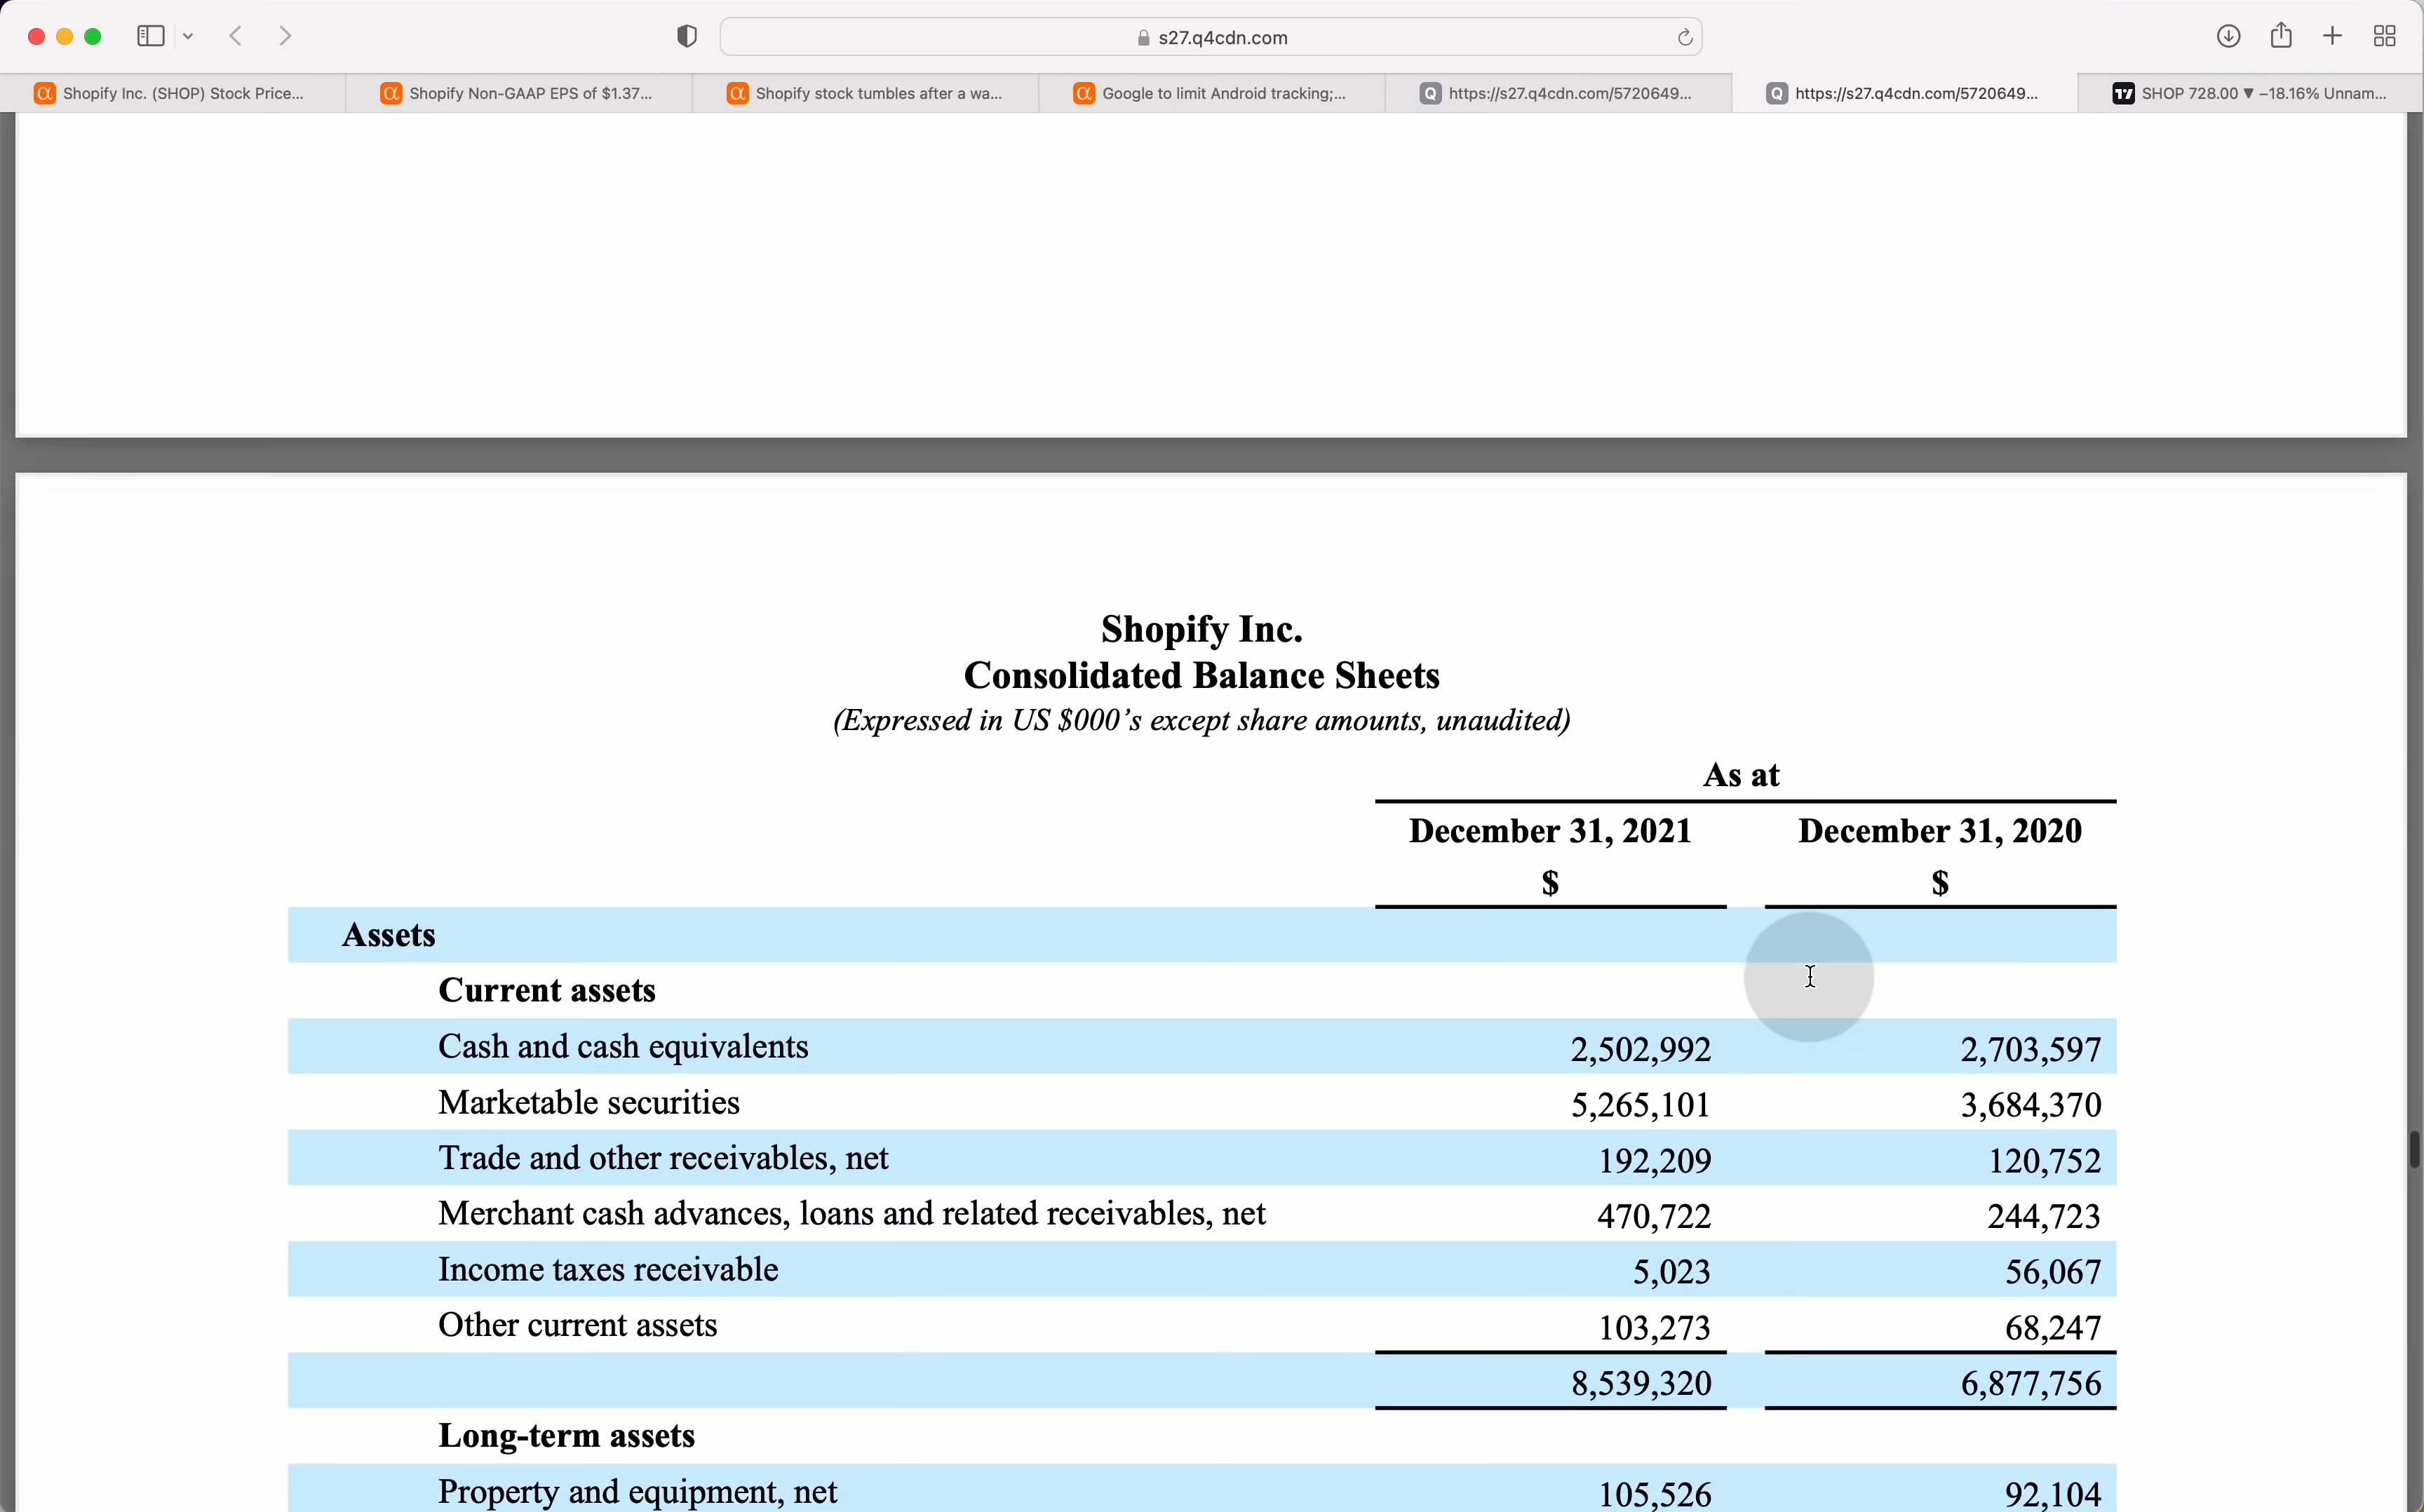 s27.q4cdn.com
Shopify Inc. (SHOP) Stock Price...
Shopify Non-GAAP EPS of $1.37...
Shopify stock tumbles after a wa...
Google to limit Android tracking;...
Q https://s27.q4cdn.com/5720649...
Q https://s27.q4cdn.com/5720649...
SHOP 728.00 ▼ −18.16% Unnam...
Shopify Inc.
Consolidated Balance Sheets
(Expressed in US $000’s except share amounts, unaudited)
As at
December 31, 2021 December 31, 2020
$ $
Assets
Current assets
Cash and cash equivalents 2,502,992 2,703,597
Marketable securities 5,265,101 3,684,370
Trade and other receivables, net 192,209 120,752
Merchant cash advances, loans and related receivables, net 470,722 244,723
Income taxes receivable 5,023 56,067
Other current assets 103,273 68,247
8,539,320 6,877,756
Long-term assets
Property and equipment, net 105,526 92,104